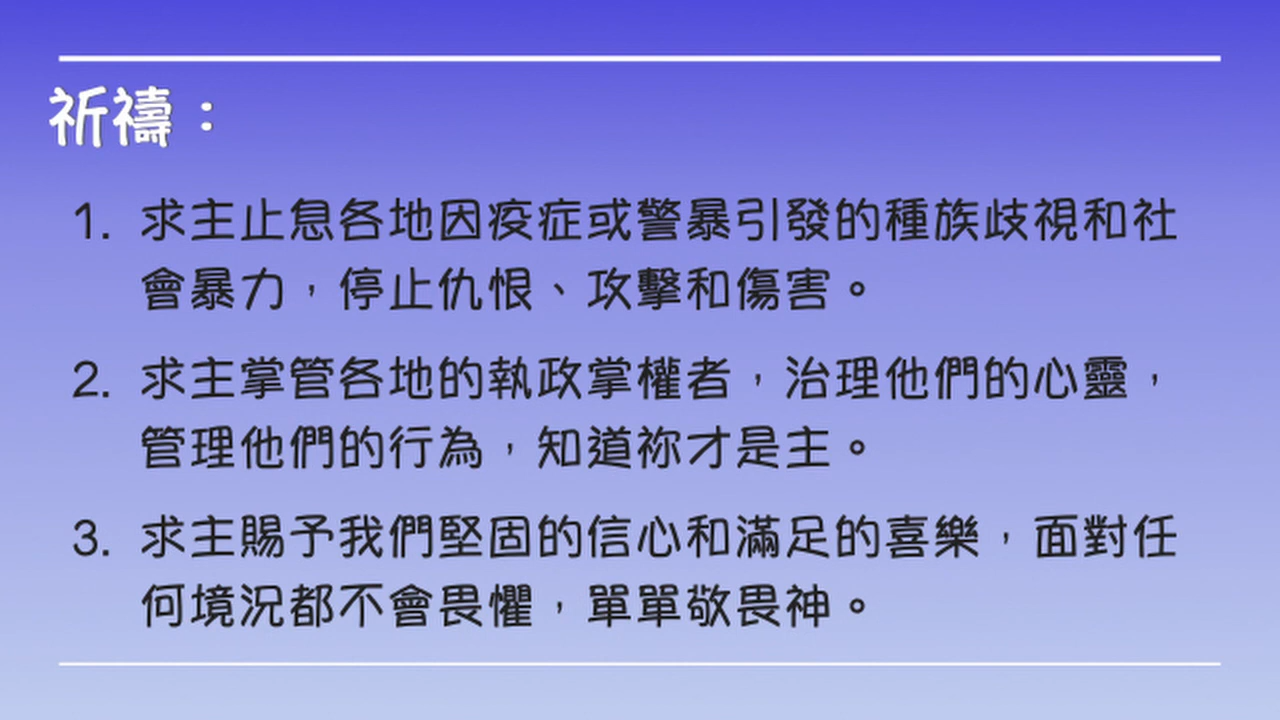 祈禱：
1. 求主止息各地因疫症或警暴引發的種族歧視和社
會暴力，停止仇恨、攻擊和傷害。
2. 求主掌管各地的執政掌權者，治理他們的心靈，
管理他們的行為，知道祢才是主。
3. 求主賜予我們堅固的信心和滿足的喜樂，面對任
何境況都不會畏懼，單單敬畏神。